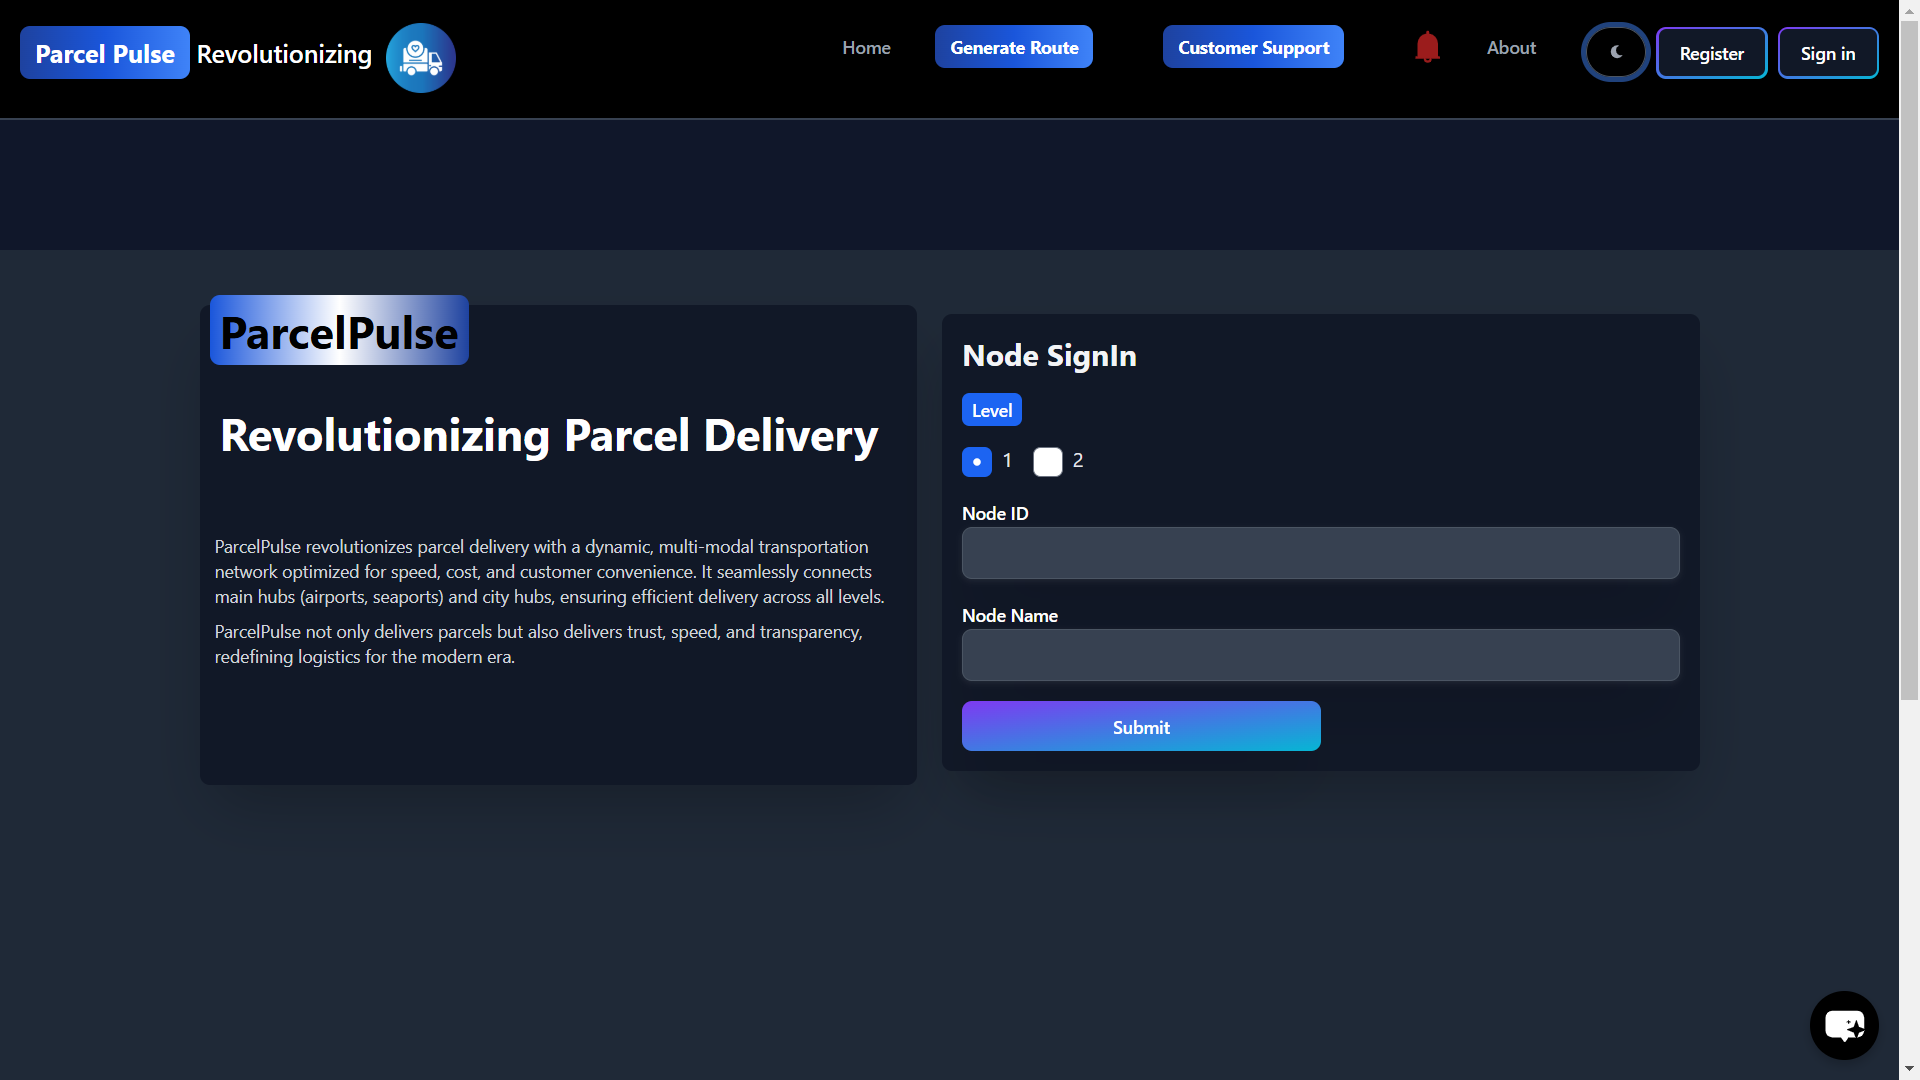 Parcel Pulse Revolutionizing
Home
Generate Route
Customer Support
About
Register
Sign in
ParcelPulse
Revolutionizing Parcel Delivery
ParcelPulse revolutionizes parcel delivery with a dynamic, multi-modal transportation
network optimized for speed, cost, and customer convenience. It seamlessly connects
main hubs (airports, seaports) and city hubs, ensuring efficient delivery across all levels.
ParcelPulse not only delivers parcels but also delivers trust, speed, and transparency,
redefining logistics for the modern era.
Node SignIn
Level
1
2
Node ID
Node Name
Submit